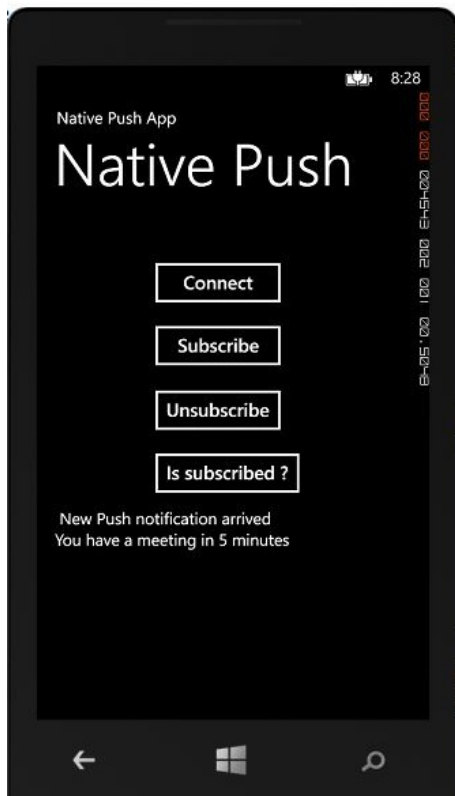 8:28
Native Push App
Native Push
Connect
Subscribe
Unsubscribe
Is subscribed ?
New Push notification arrived
You have a meeting in 5 minutes